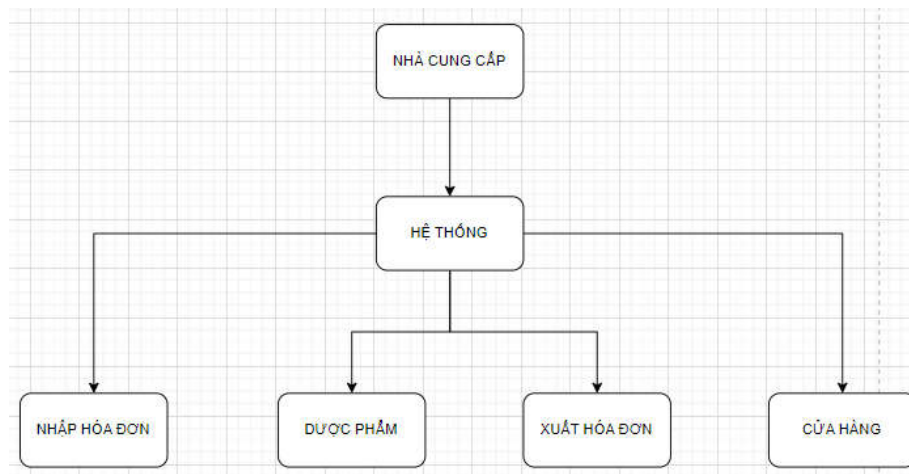 NHÀ CUNG CẤP
HỆ THỐNG
NHẬP HÓA ĐƠN
DƯỢC PHẨM
XUẤT HÓA ĐƠN
CỬA HÀNG